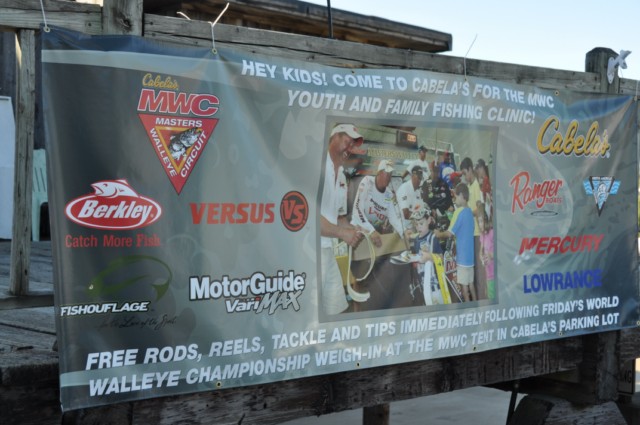 HEY KIDS! COME TO CABELA'S FOR THE MWC
YOUTH AND FAMILY FISHING CLINIC!
Cabela's
MWC
MASTERS
WALLEYE
CIRCUIT
Cabela's
Berkley
Catch More Fish
VERSUS VS
Ranger
MERCURY
LOWRANCE
FISHOUFLAGE
MotorGuide
VariMAX
FREE RODS, REELS, TACKLE AND TIPS IMMEDIATELY FOLLOWING FRIDAY'S WORLD
WALLEYE CHAMPIONSHIP WEIGH-IN AT THE MWC TENT IN CABELA'S PARKING LOT